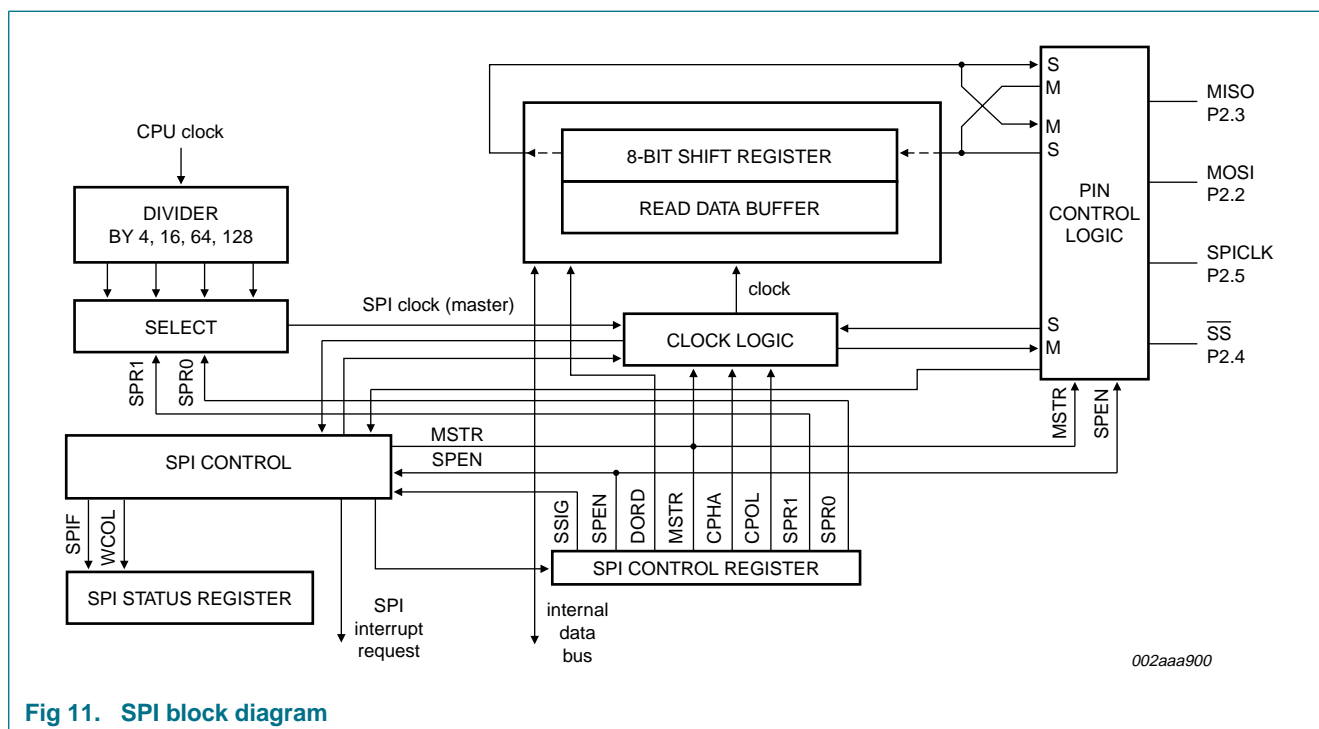 CPU clock
DIVIDER
BY 4, 16, 64, 128
SELECT
SPR1
SPR0
SPI clock (master)
8-BIT SHIFT REGISTER
READ DATA BUFFER
clock
CLOCK LOGIC
S
M
M
S
S
M
PIN
CONTROL
LOGIC
MISO
P2.3
MOSI
P2.2
SPICLK
P2.5
SS
P2.4
MSTR
SPEN
SPI CONTROL
MSTR
SPEN
SPIF
WCOL
SPI STATUS REGISTER
SPI
interrupt
request
SSIG
SPEN
DORD
MSTR
CPHA
CPOL
SPR1
SPR0
SPI CONTROL REGISTER
internal
data
bus
002aaa900
Fig 11. SPI block diagram